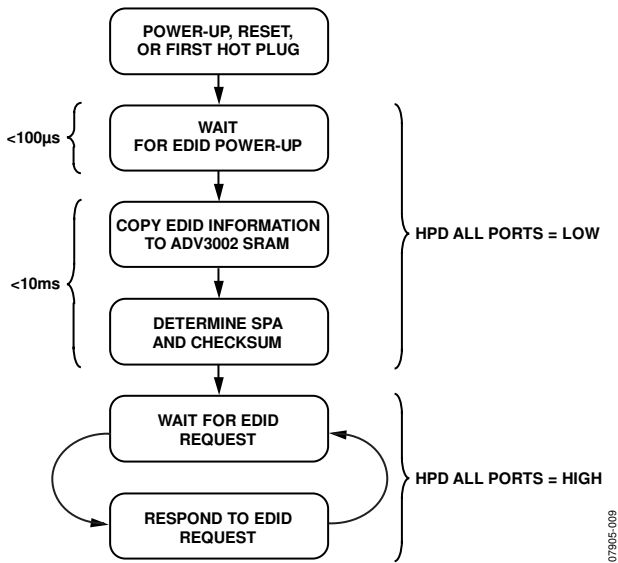 POWER-UP, RESET,
OR FIRST HOT PLUG
<100μs
WAIT
FOR EDID POWER-UP
COPY EDID INFORMATION
TO ADV3002 SRAM
HPD ALL PORTS = LOW
<10ms
DETERMINE SPA
AND CHECKSUM
WAIT FOR EDID
REQUEST
HPD ALL PORTS = HIGH
RESPOND TO EDID
REQUEST
07905-009